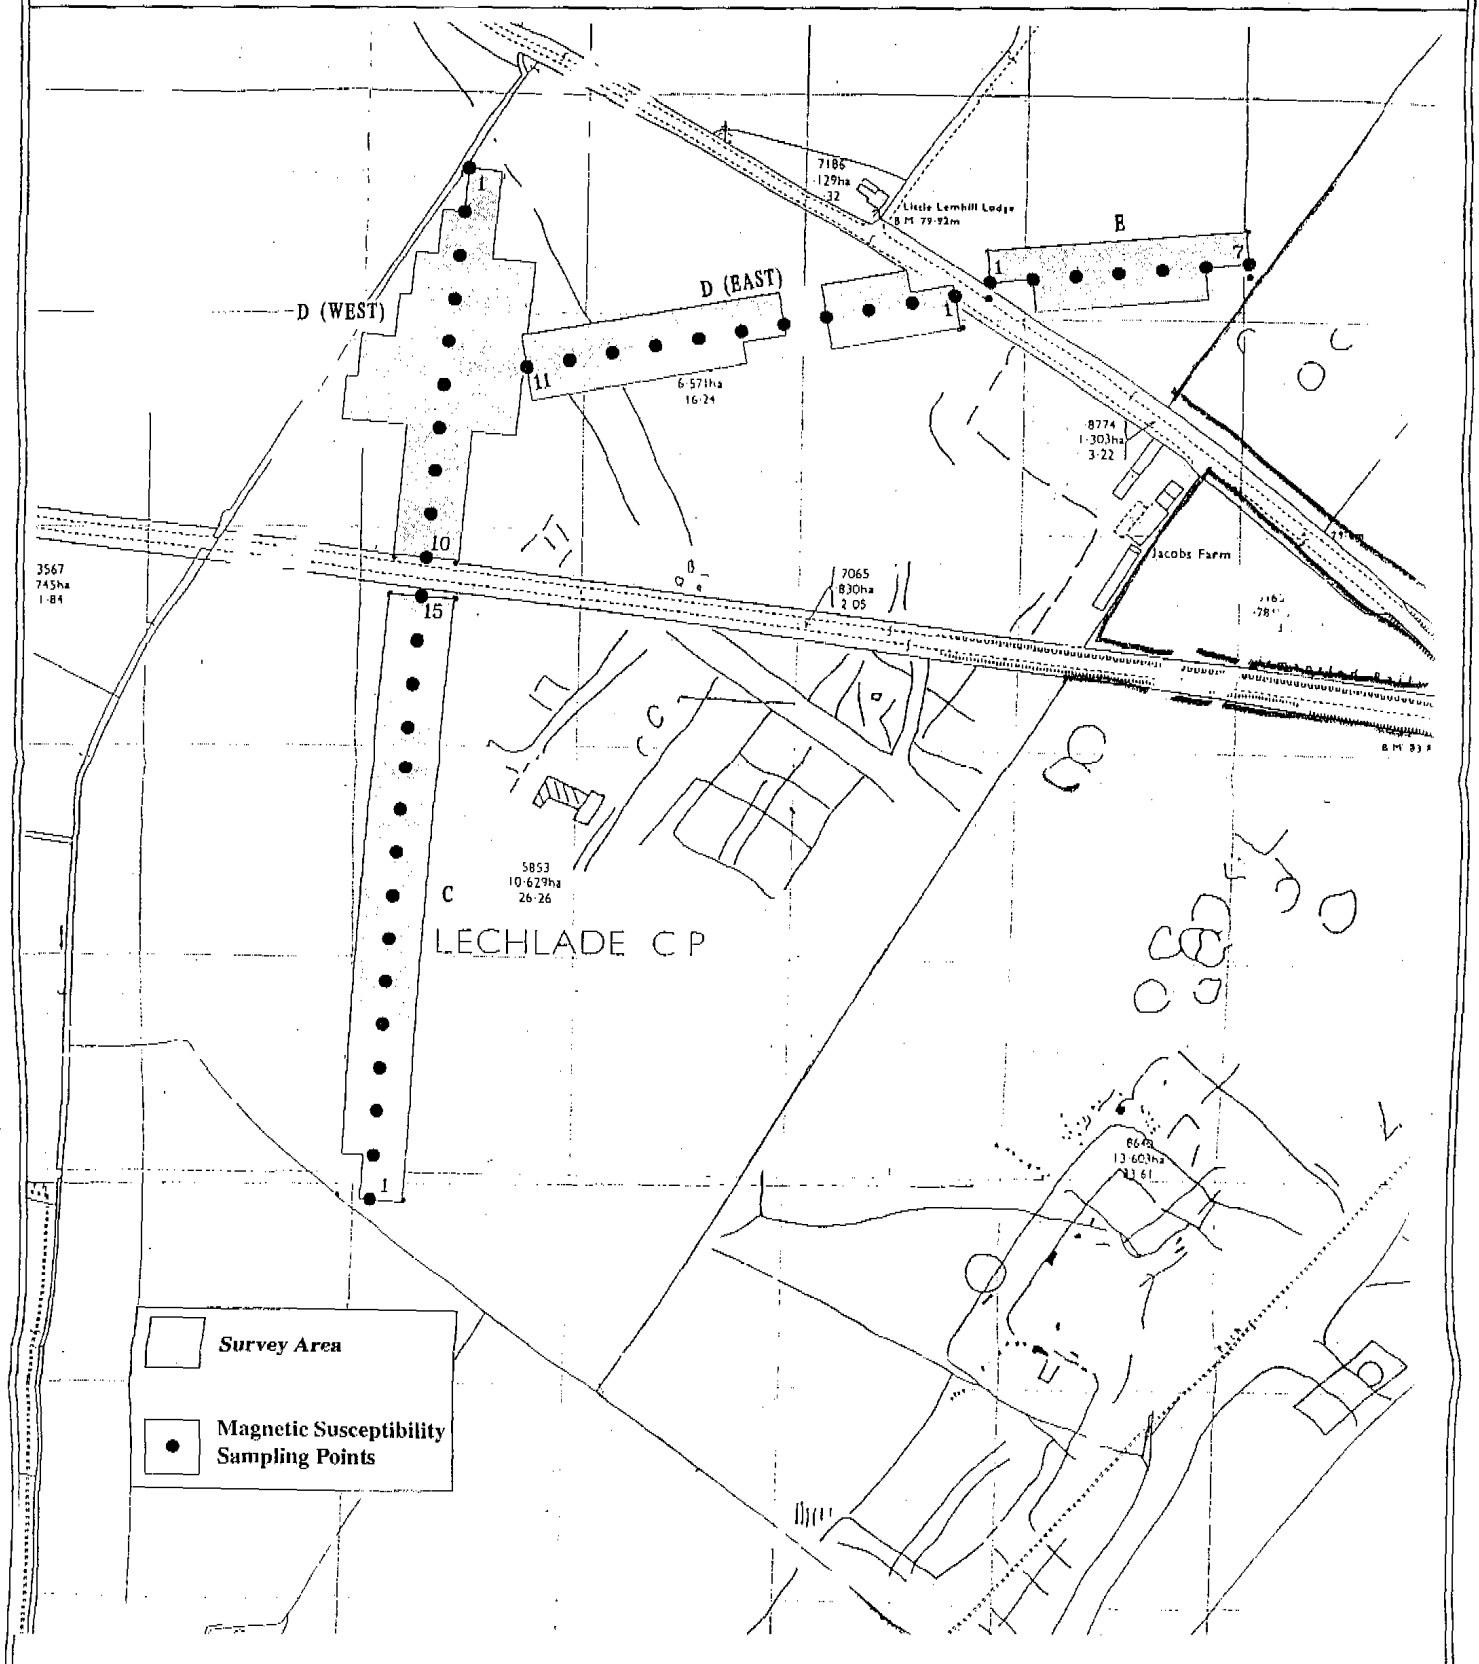 7186
·129ha
·32
Little Lemhill Lodge
B M 79·92m
E
1
7
1
D (EAST)
D (WEST)
1
11
6·571ha
16·24
8774
1·303ha
3·22
10
Jacobs Farm
3567
745ha
1·84
7065
·830ha
2·05
15
B M
5853
10·629ha
26·26
C
LECHLADE C P
13·603ha
1
Survey Area
Magnetic Susceptibility
Sampling Points